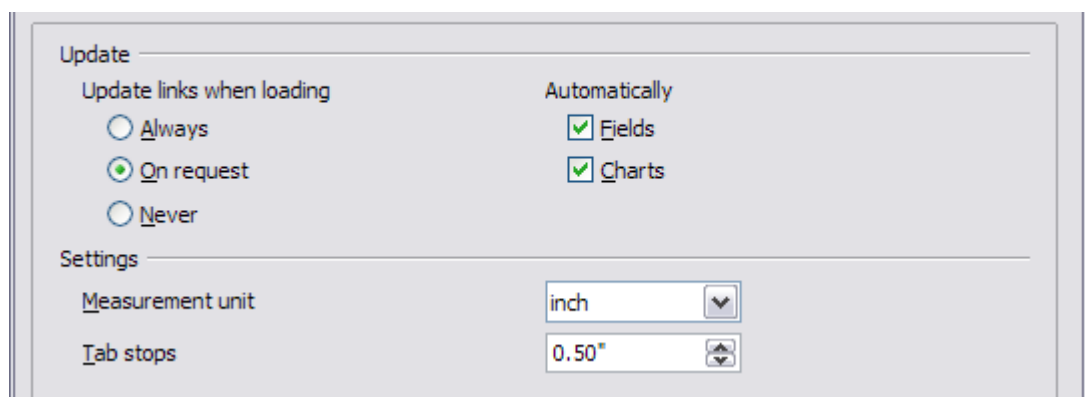 Update
Update links when loading
Automatically
Always
Fields
On request
Charts
Never
Settings
Measurement unit
inch
Tab stops
0.50"